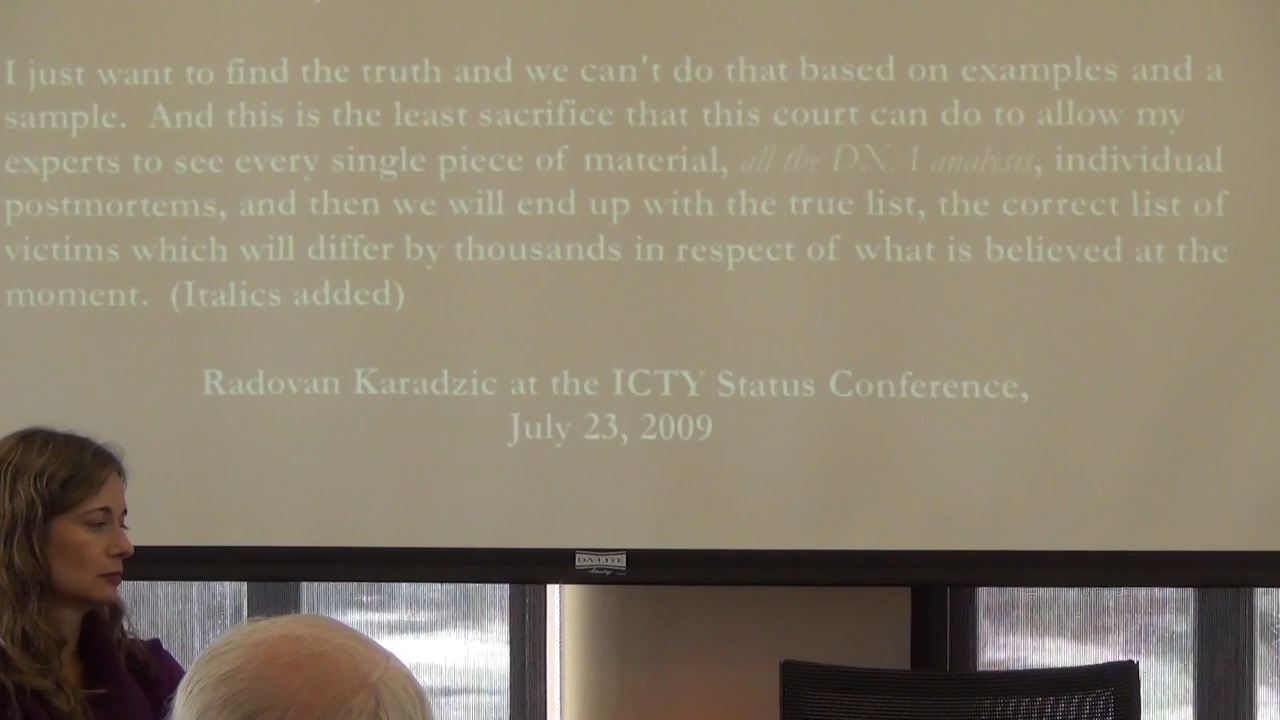 I just want to find the truth and we can't do that based on examples and a
sample. And this is the least sacrifice that this court can do to allow my
experts to see every single piece of material, all the DNA analysis, individual
postmortems, and then we will end up with the true list, the correct list of
victims which will differ by thousands in respect of what is believed at the
moment. (Italics added)
Radovan Karadzic at the ICTY Status Conference,
July 23, 2009
DA-LITE